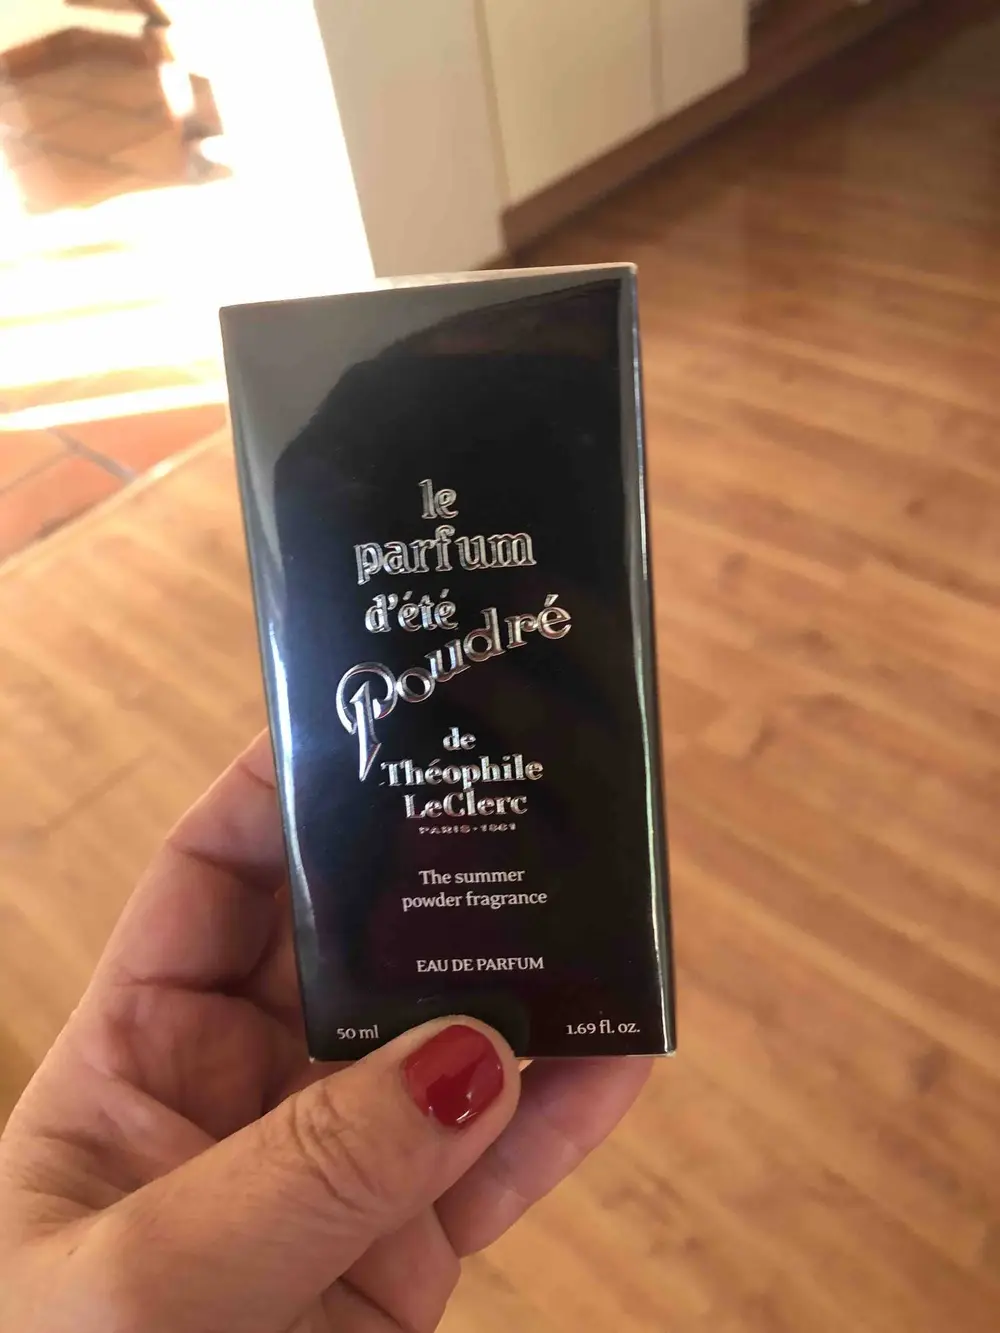 le
parfum
d'été
Poudré
de
Théophile
LeClerc
PARIS • 1881
The summer
powder fragrance
EAU DE PARFUM
50 ml
1.69 fl. oz.